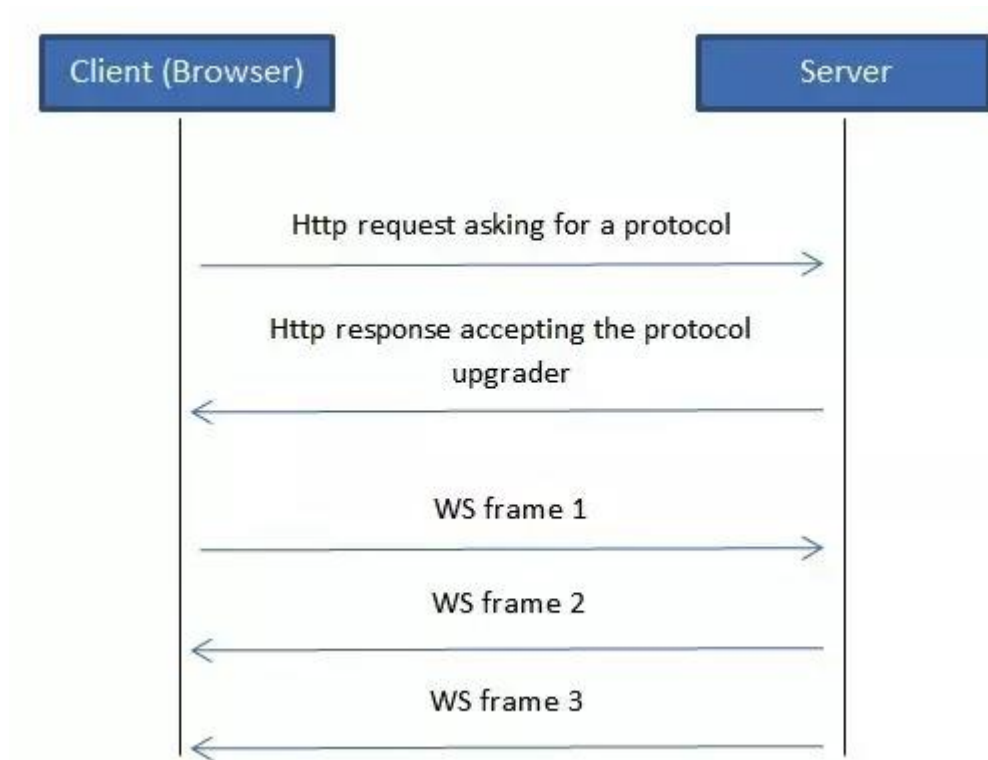 Client (Browser)
Server
Http request asking for a protocol
Http response accepting the protocol
upgrader
WS frame 1
WS frame 2
WS frame 3